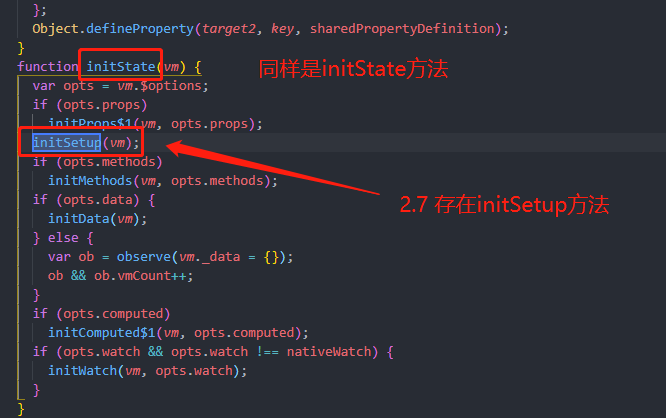 };
Object.defineProperty(target2, key, sharedPropertyDefinition);
}
function initState(vm) {
同样是initState方法
var opts = vm.$options;
if (opts.props)
initProps$1(vm, opts.props);
initSetup(vm);
if (opts.methods)
initMethods(vm, opts.methods);
2.7 存在initSetup方法
if (opts.data) {
initData(vm);
} else {
var ob = observe(vm._data = {});
ob && ob.vmCount++;
}
if (opts.computed)
initComputed$1(vm, opts.computed);
if (opts.watch && opts.watch !== nativeWatch) {
initWatch(vm, opts.watch);
}
}